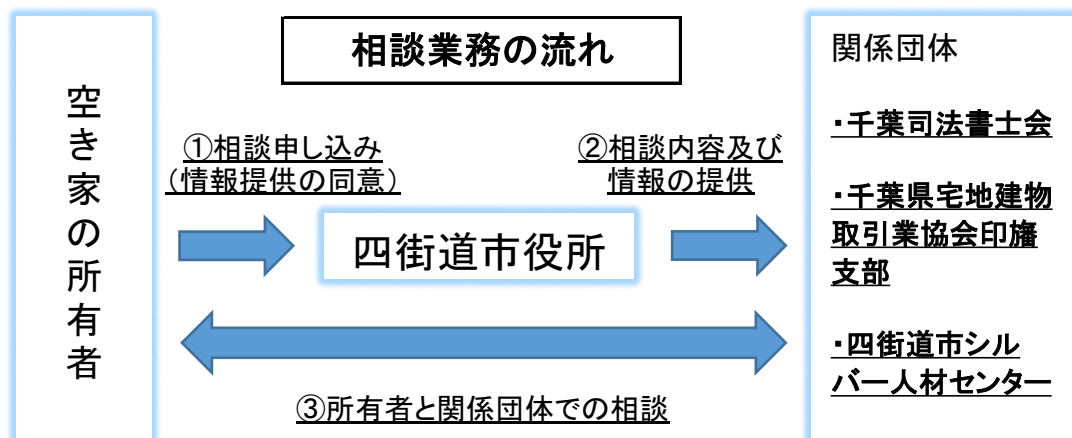 相談業務の流れ
空き家の所有者
①相談申し込み
(情報提供の同意)
②相談内容及び
情報の提供
四街道市役所
③所有者と関係団体での相談
関係団体
・千葉司法書士会
・千葉県宅地建物
取引業協会印旛
支部
・四街道市シル
バー人材センター